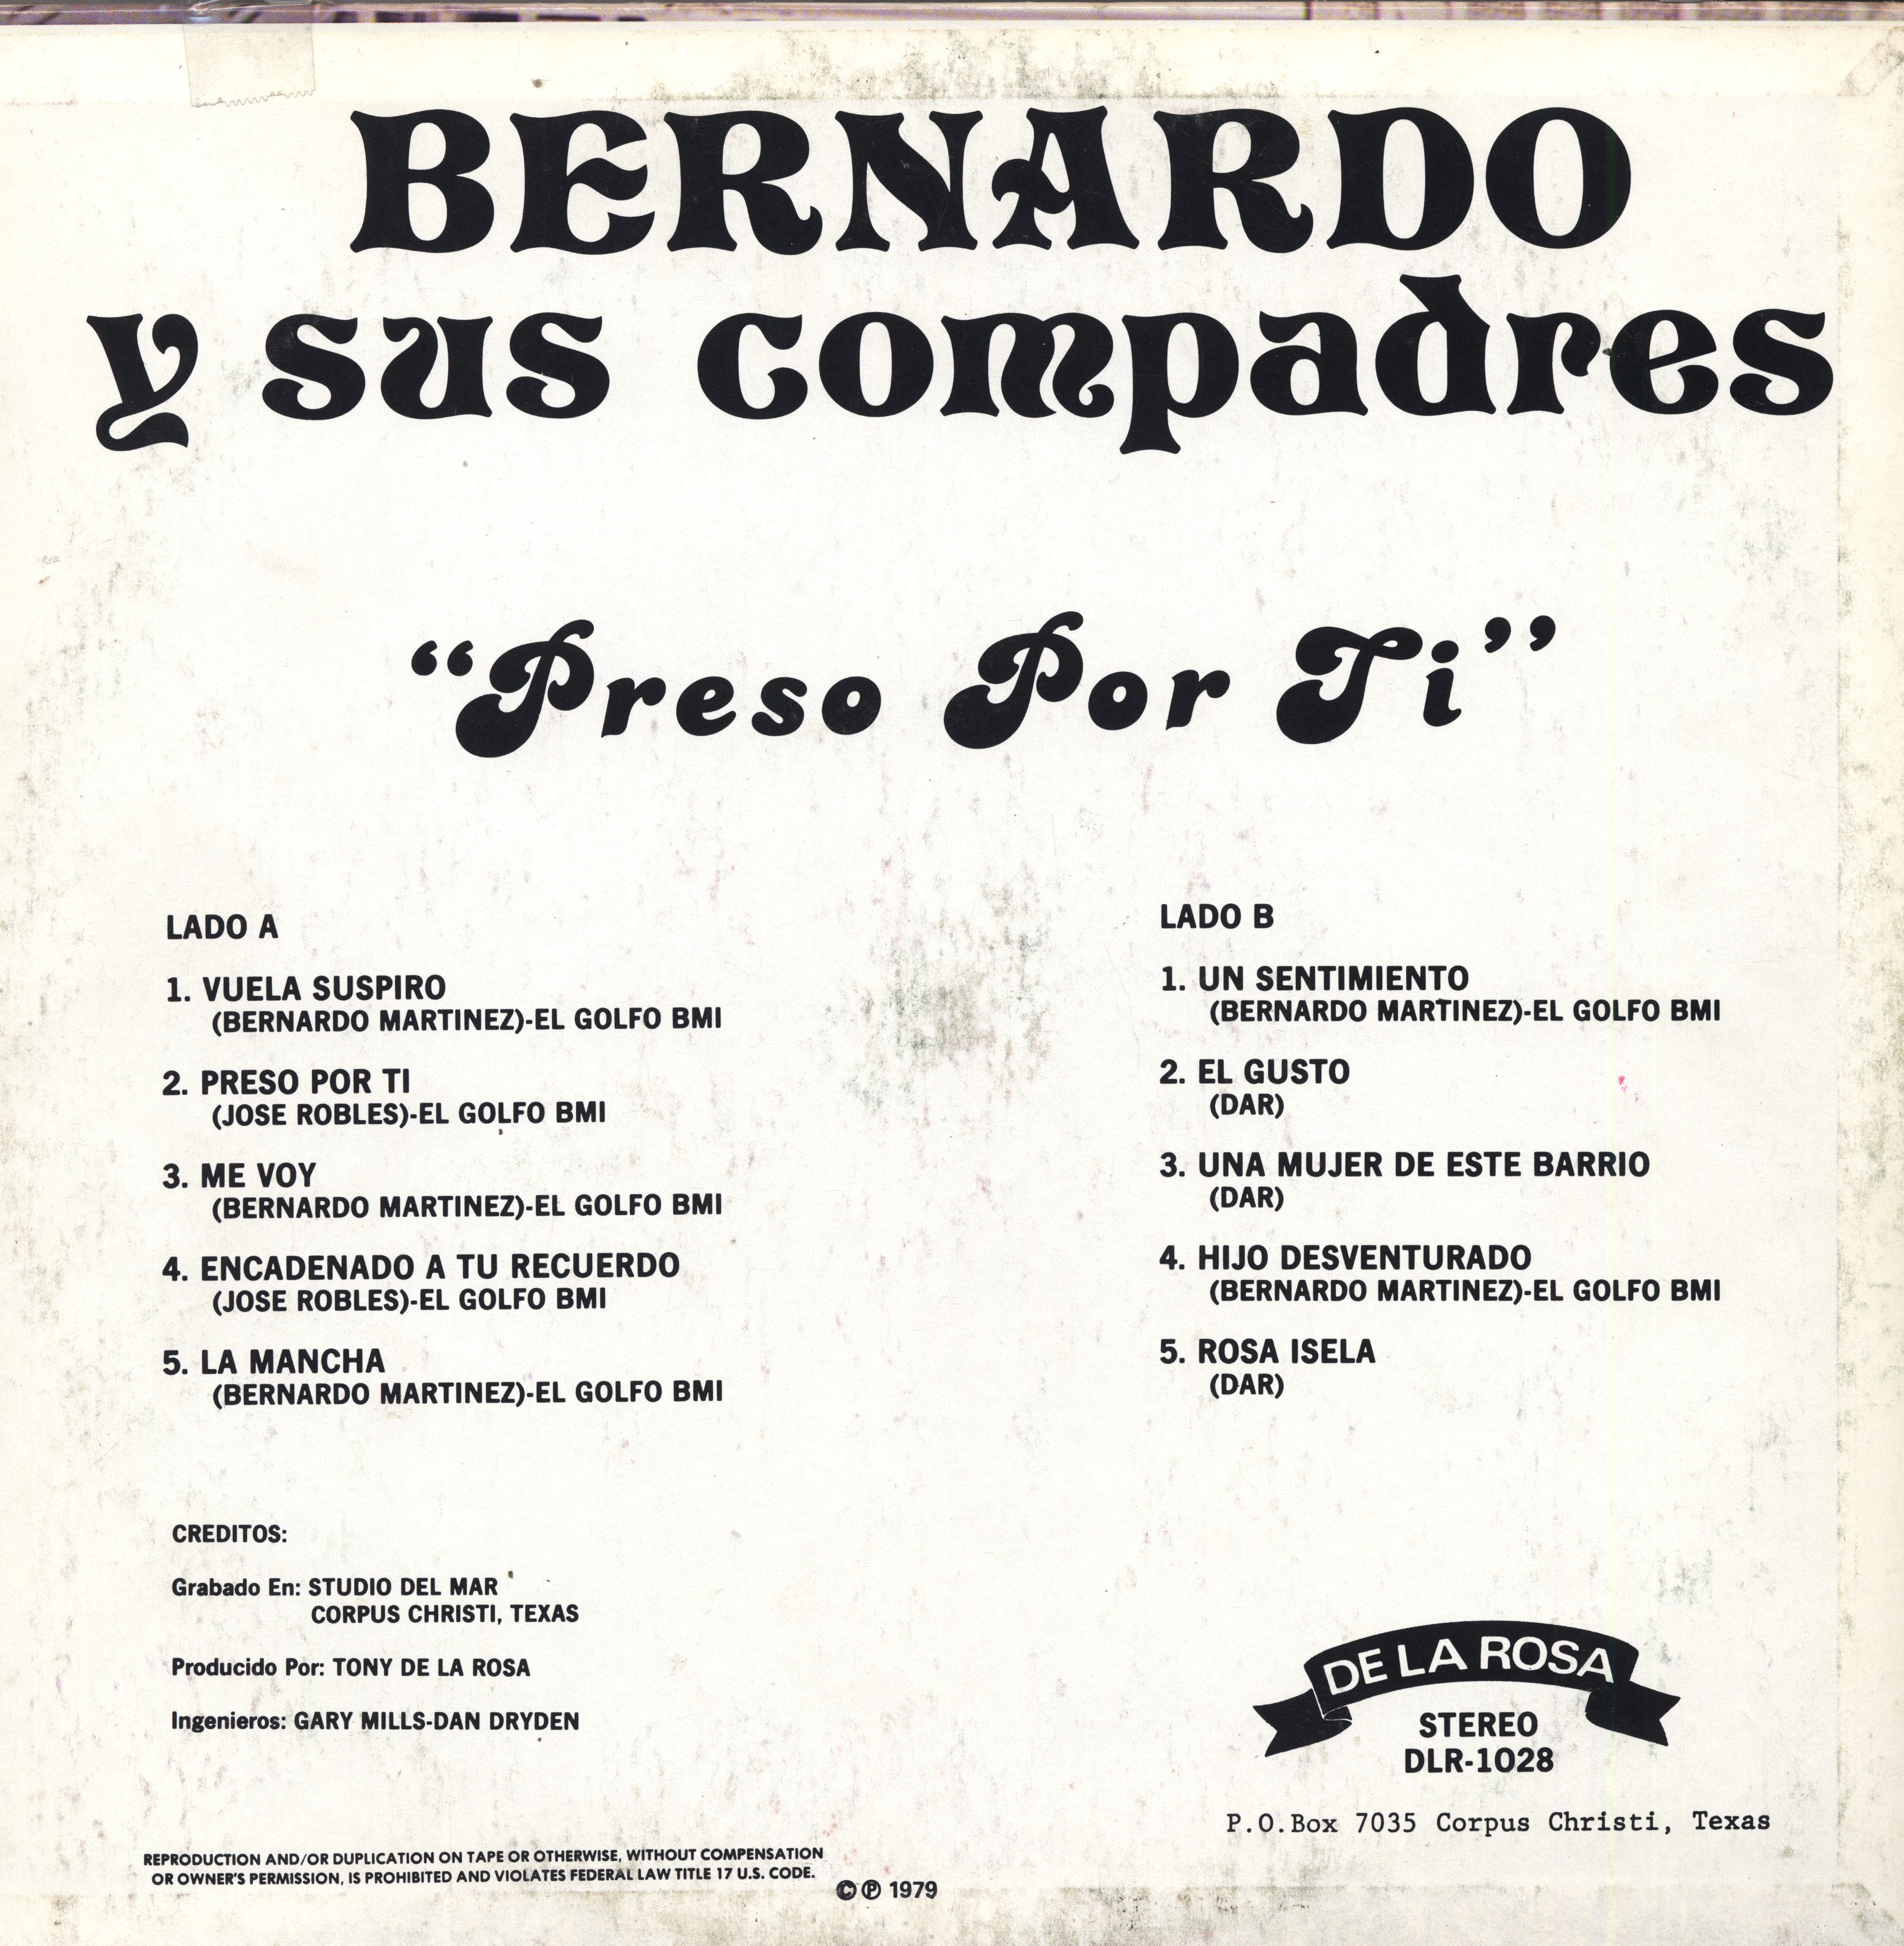 BERNARDO
y sus compadres
“Preso Por Ti”
LADO A
1. VUELA SUSPIRO
(BERNARDO MARTINEZ)-EL GOLFO BMI
2. PRESO POR TI
(JOSE ROBLES)-EL GOLFO BMI
3. ME VOY
(BERNARDO MARTINEZ)-EL GOLFO BMI
4. ENCADENADO A TU RECUERDO
(JOSE ROBLES)-EL GOLFO BMI
5. LA MANCHA
(BERNARDO MARTINEZ)-EL GOLFO BMI
LADO B
1. UN SENTIMIENTO
(BERNARDO MARTINEZ)-EL GOLFO BMI
2. EL GUSTO
(DAR)
3. UNA MUJER DE ESTE BARRIO
(DAR)
4. HIJO DESVENTURADO
(BERNARDO MARTINEZ)-EL GOLFO BMI
5. ROSA ISELA
(DAR)
CREDITOS:
Grabado En: STUDIO DEL MAR
CORPUS CHRISTI, TEXAS
Producido Por: TONY DE LA ROSA
Ingenieros: GARY MILLS-DAN DRYDEN
DE LA ROSA
STEREO
DLR-1028
P.O.Box 7035 Corpus Christi, Texas
REPRODUCTION AND/OR DUPLICATION ON TAPE OR OTHERWISE, WITHOUT COMPENSATION
OR OWNER'S PERMISSION, IS PROHIBITED AND VIOLATES FEDERAL LAW TITLE 17 U.S. CODE.
© ℗ 1979